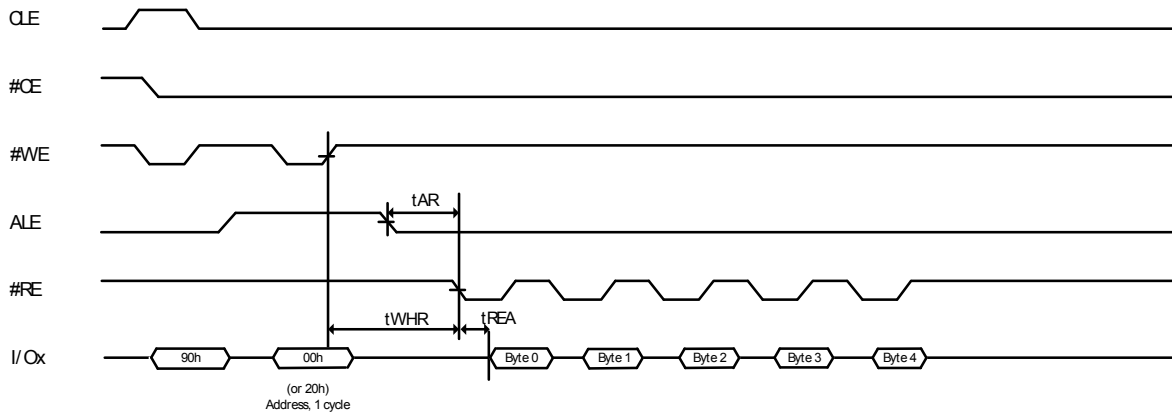 CLE
#CE
#WE
tAR
ALE
#RE
tWHR
tREA
I/Ox
90h
00h
Byte 0
Byte 1
Byte 2
Byte 3
Byte 4
(or 20h)
Address, 1 cycle